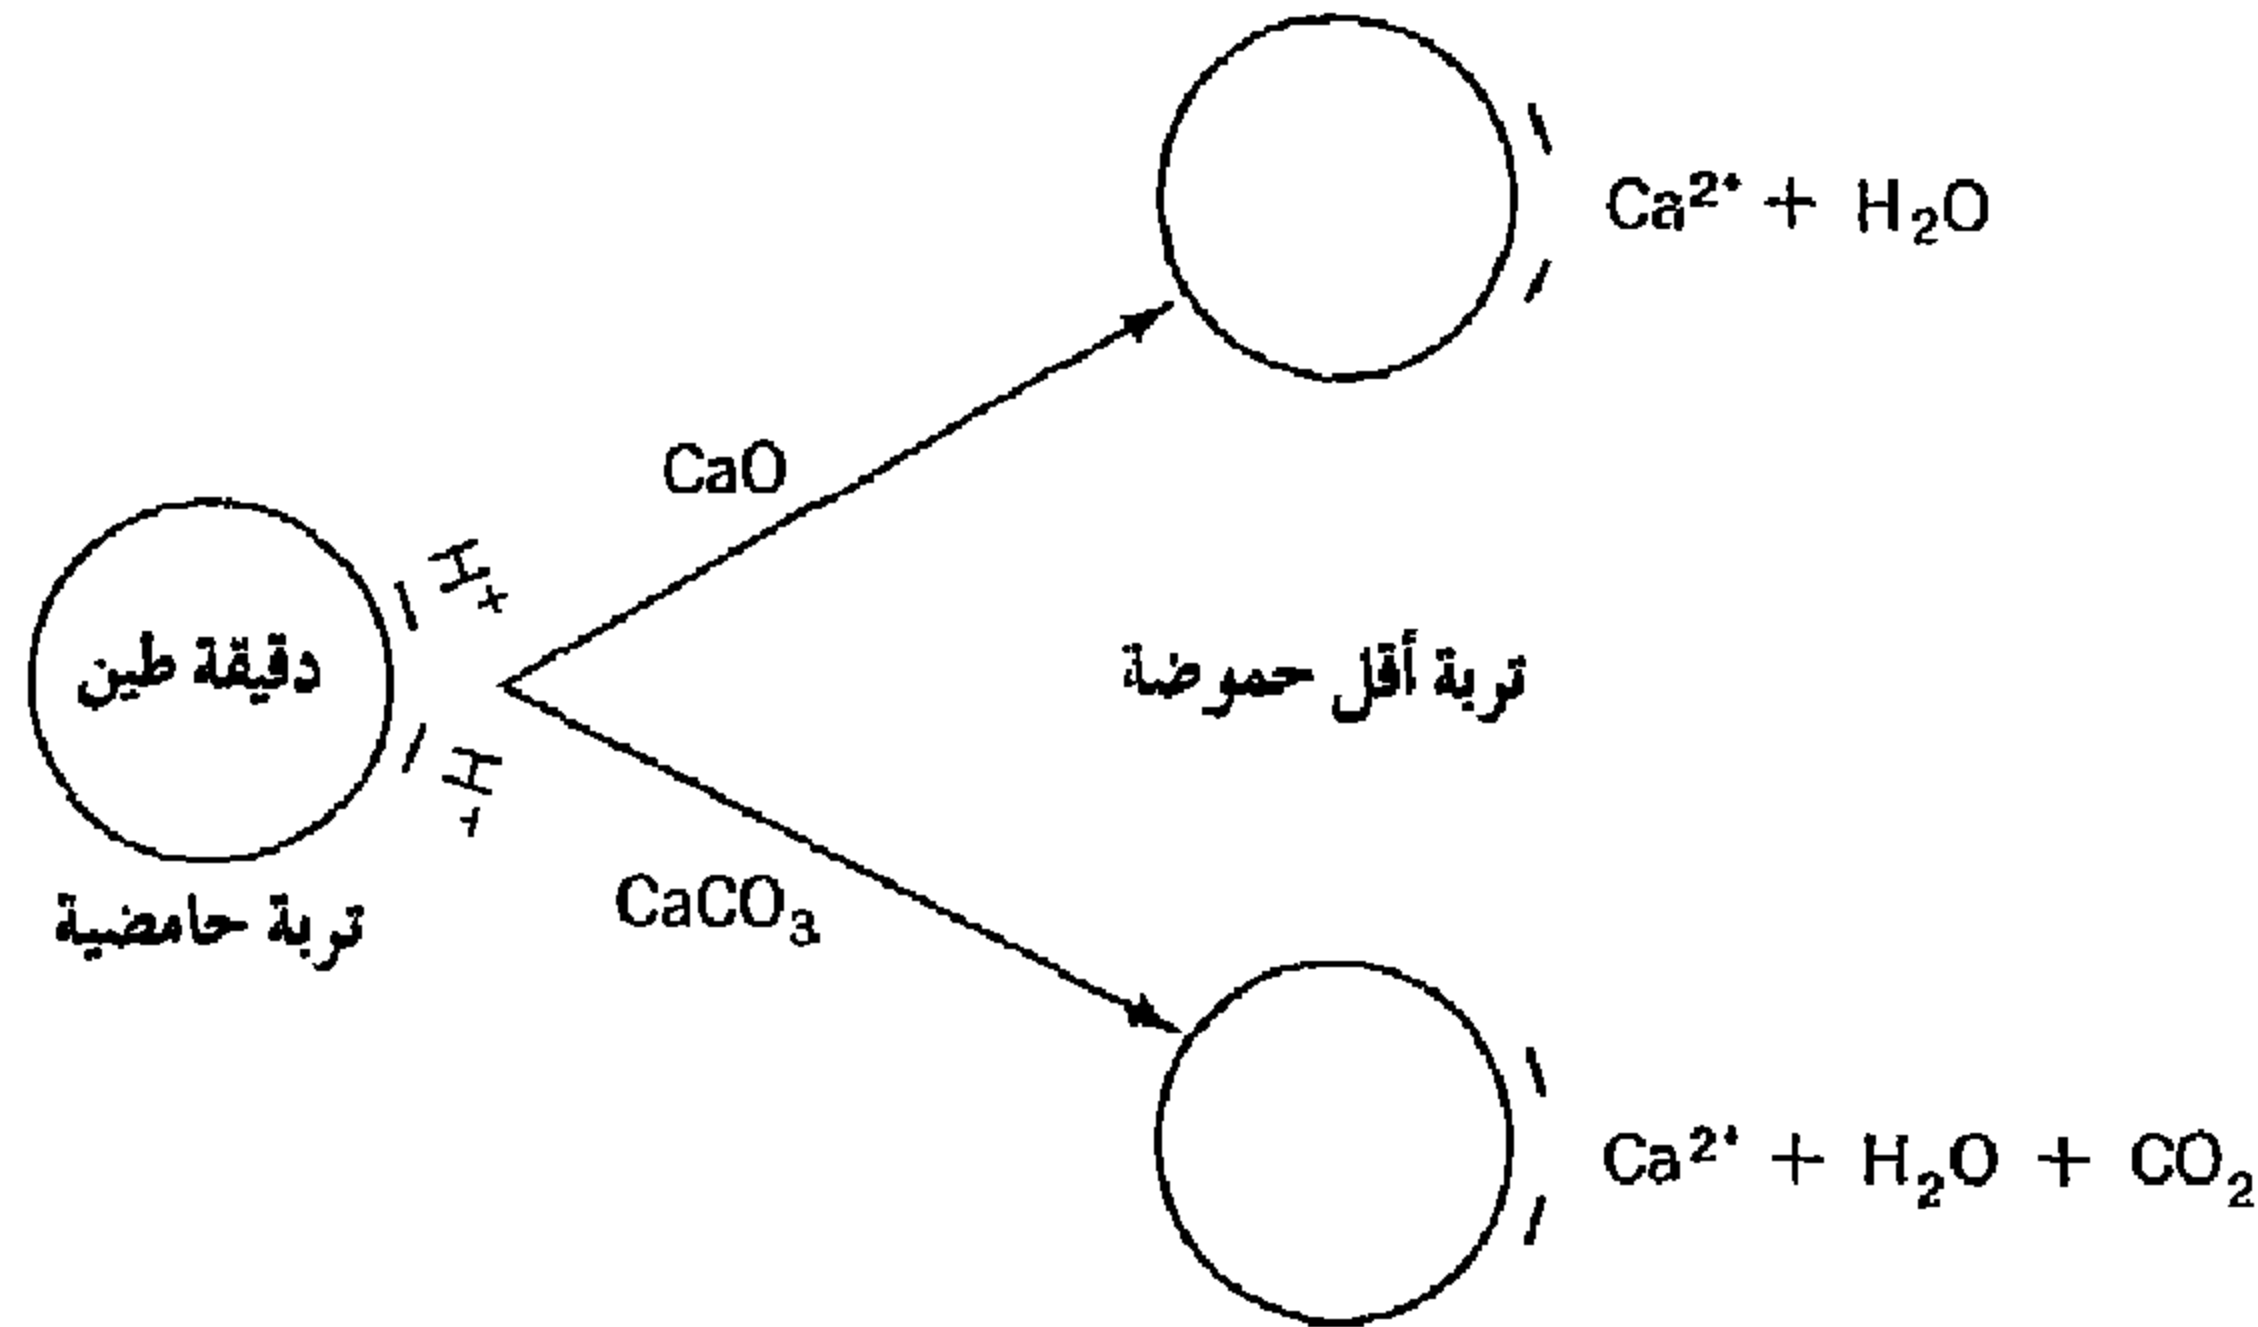 Ca²⁺ + H₂O
CaO
H⁺
دقيقة طين
تربة أقل حموضة
H⁺
CaCO₃
تربة حامضية
Ca²⁺ + H₂O + CO₂